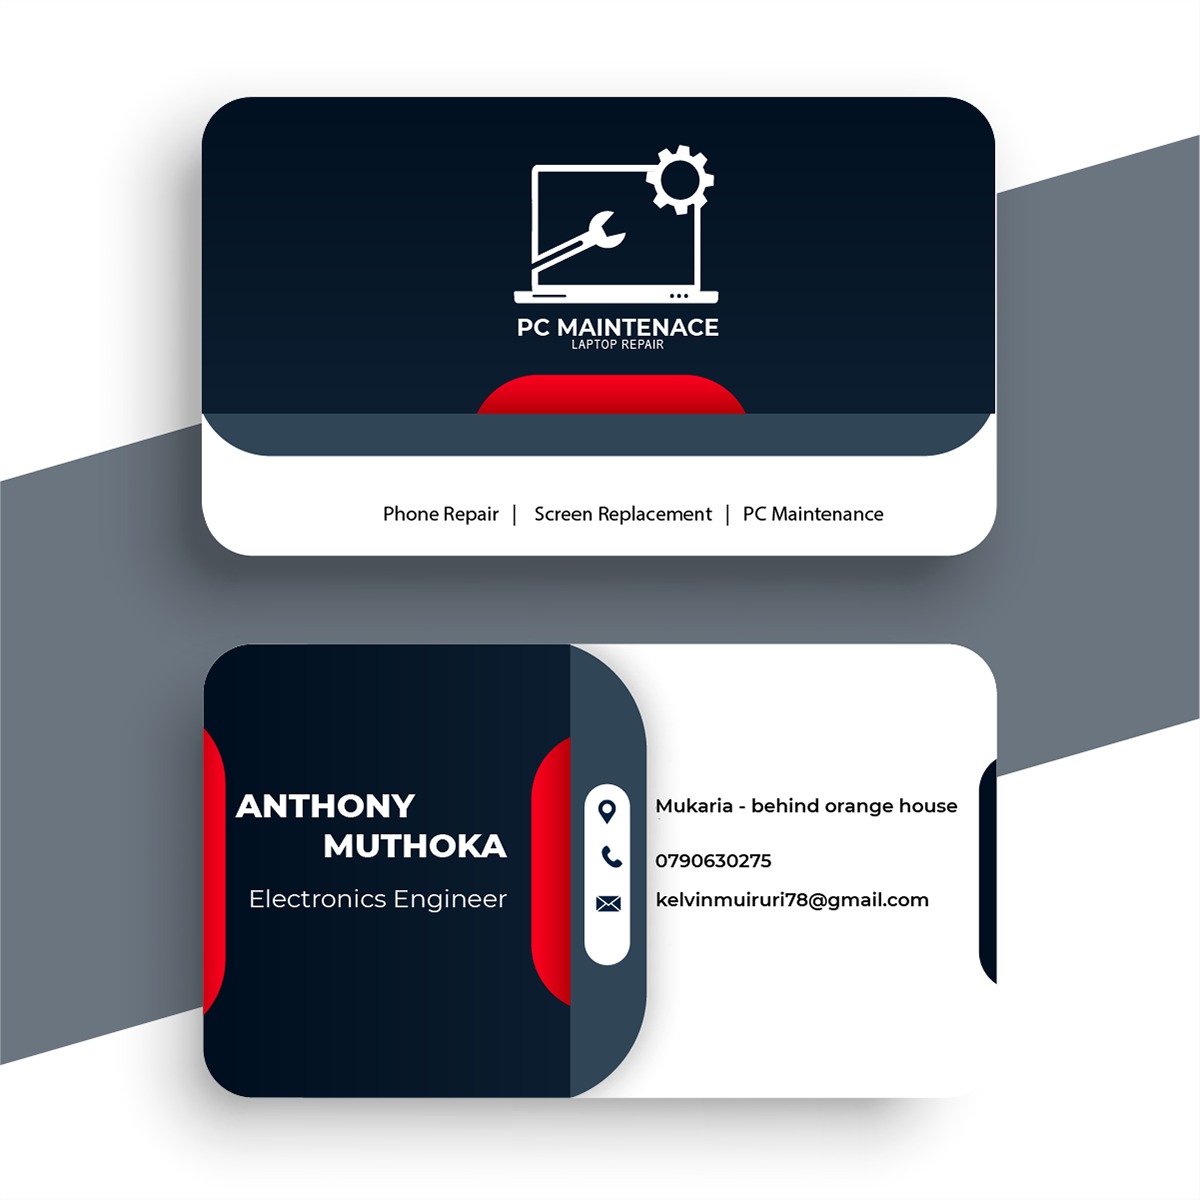 PC MAINTENACE
LAPTOP REPAIR
Phone Repair | Screen Replacement | PC Maintenance
ANTHONY
MUTHOKA
Electronics Engineer
Mukaria - behind orange house
0790630275
kelvinmuiruri78@gmail.com